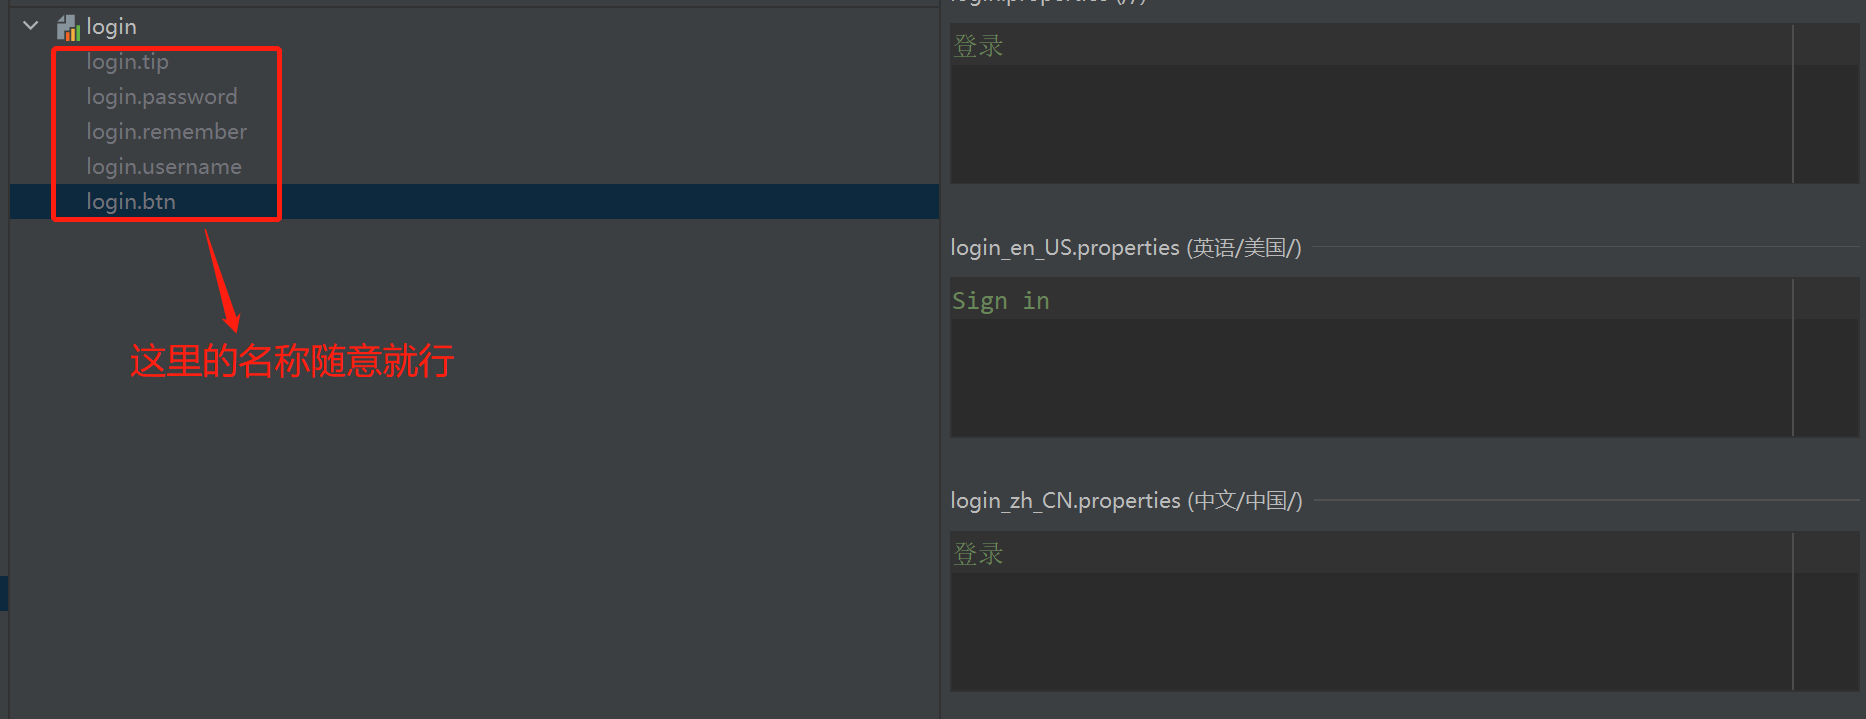 login
login.tip
login.password
login.remember
login.username
login.btn
这里的名称随意就行
login.properties (//)
登录
login_en_US.properties (英语/美国/)
Sign in
login_zh_CN.properties (中文/中国/)
登录